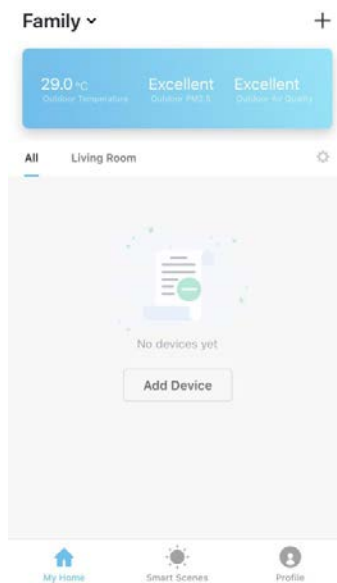 Family
29.0 °C Excellent Excellent
Outdoor Temperature Outdoor PM2.5 Outdoor Air Quality
All Living Room
No devices yet
Add Device
My Home Smart Scenes Profile